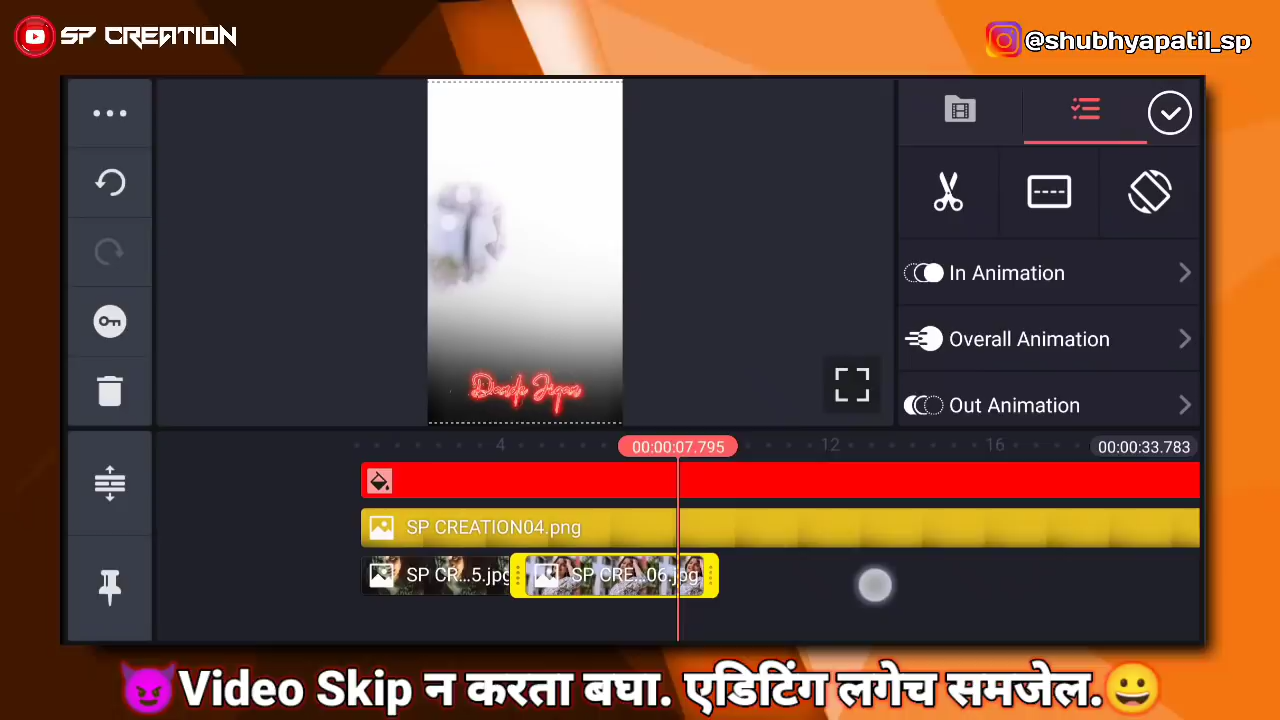 SP CREATION
@shubhyapatil_sp
In Animation
Overall Animation
Out Animation
4
00:00:07.795
12
16
00:00:33.783
SP CREATION04.png
SP CR...5.jpg
SP CRE...06.jpg
😈Video Skip न करता बघा. एडिटिंग लगेच समजेल.😀